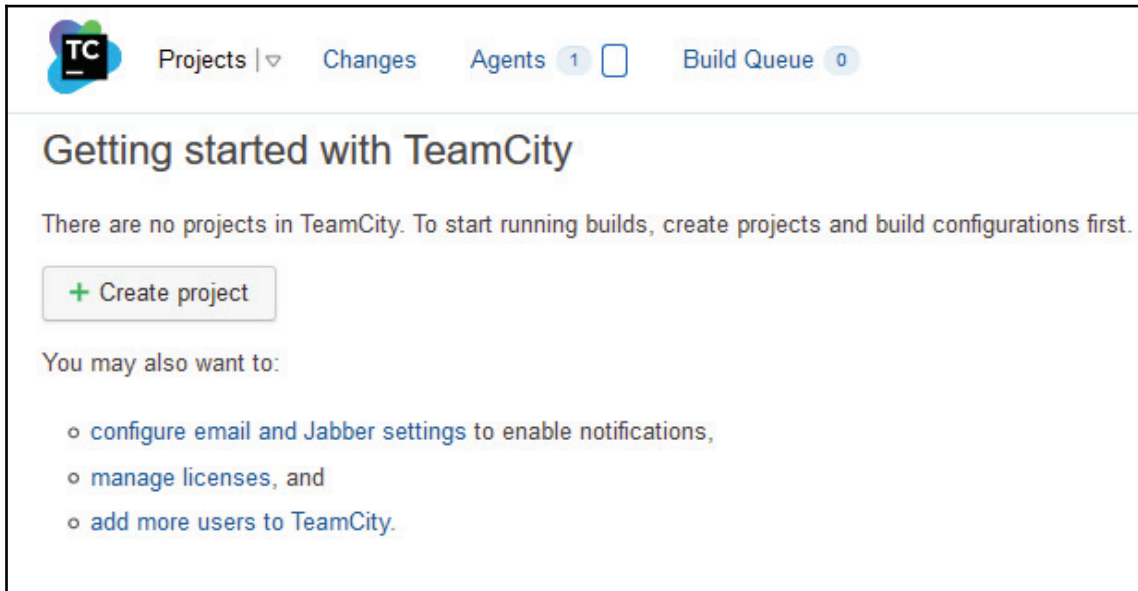 TC
Projects Changes Agents 1 Build Queue 0
Getting started with TeamCity
There are no projects in TeamCity. To start running builds, create projects and build configurations first.
+ Create project
You may also want to:
configure email and Jabber settings to enable notifications,
manage licenses, and
add more users to TeamCity.